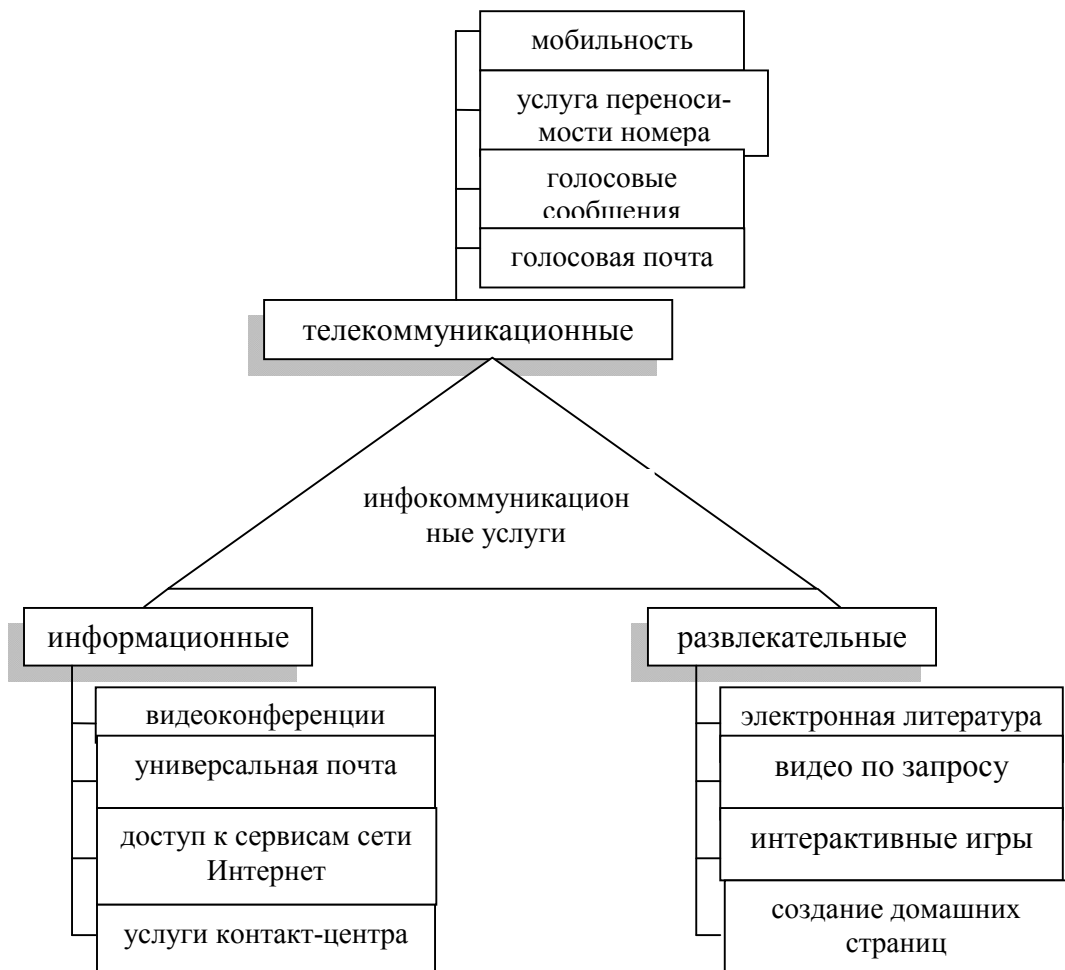 мобильность
услуга переноси-
мости номера
голосовые
сообщения
голосовая почта
телекоммуникационные
инфокоммуникацион
ные услуги
информационные
видеоконференции
универсальная почта
доступ к сервисам сети
Интернет
услуги контакт-центра
развлекательные
электронная литература
видео по запросу
интерактивные игры
создание домашних
страниц